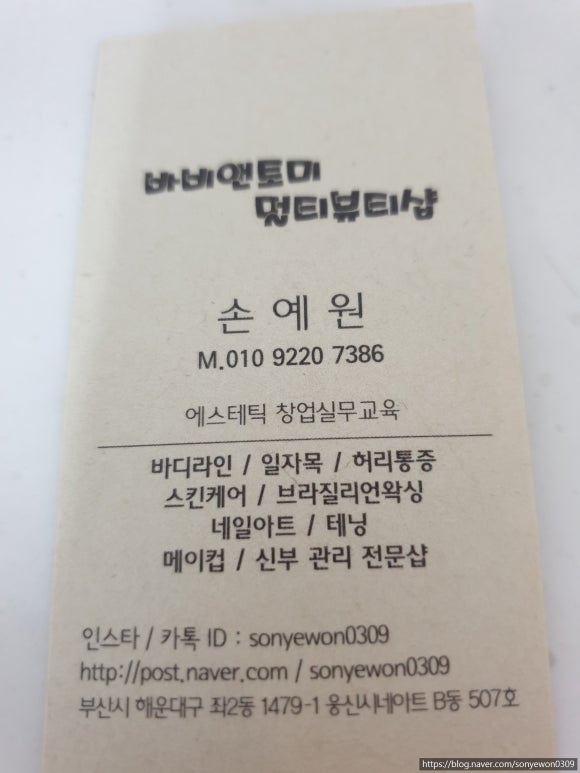 바비앤토미
멀티뷰티샵
손 예 원
M.010 9220 7386
에스테틱 창업실무교육
바디라인 / 일자목 / 허리통증
스킨케어 / 브라질리언왁싱
네일아트 / 테닝
메이컵 / 신부 관리 전문샵
인스타 / 카톡 ID : sonyewon0309
http://post.naver.com / sonyewon0309
부산시 해운대구 좌2동 1479-1 웅신시네아트 B동 507호
https://blog.naver.com/sonyewon0309